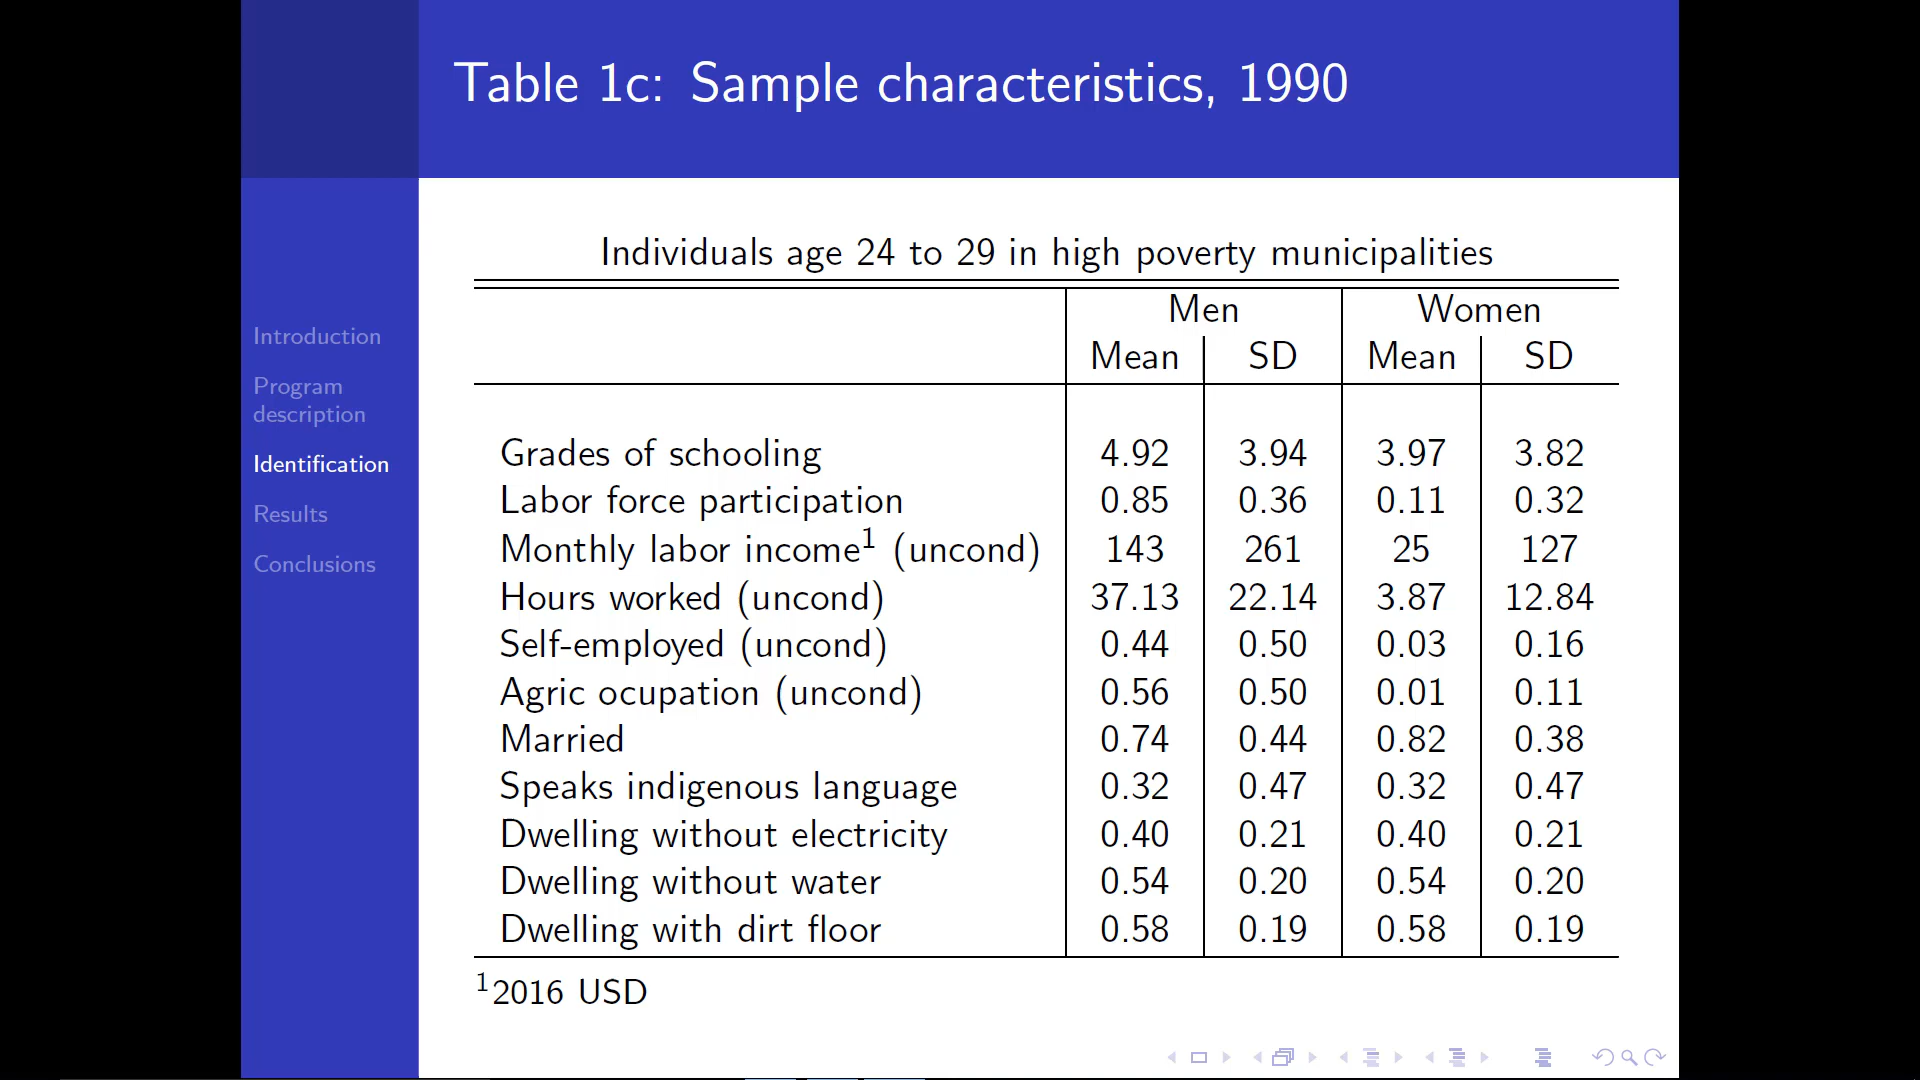 Table 1c: Sample characteristics, 1990
Introduction
Program
description
Identification
Results
Conclusions
Individuals age 24 to 29 in high poverty municipalities
Men Women
Mean SD Mean SD
Grades of schooling 4.92 3.94 3.97 3.82
Labor force participation 0.85 0.36 0.11 0.32
Monthly labor income¹ (uncond) 143 261 25 127
Hours worked (uncond) 37.13 22.14 3.87 12.84
Self-employed (uncond) 0.44 0.50 0.03 0.16
Agric ocupation (uncond) 0.56 0.50 0.01 0.11
Married 0.74 0.44 0.82 0.38
Speaks indigenous language 0.32 0.47 0.32 0.47
Dwelling without electricity 0.40 0.21 0.40 0.21
Dwelling without water 0.54 0.20 0.54 0.20
Dwelling with dirt floor 0.58 0.19 0.58 0.19
¹2016 USD